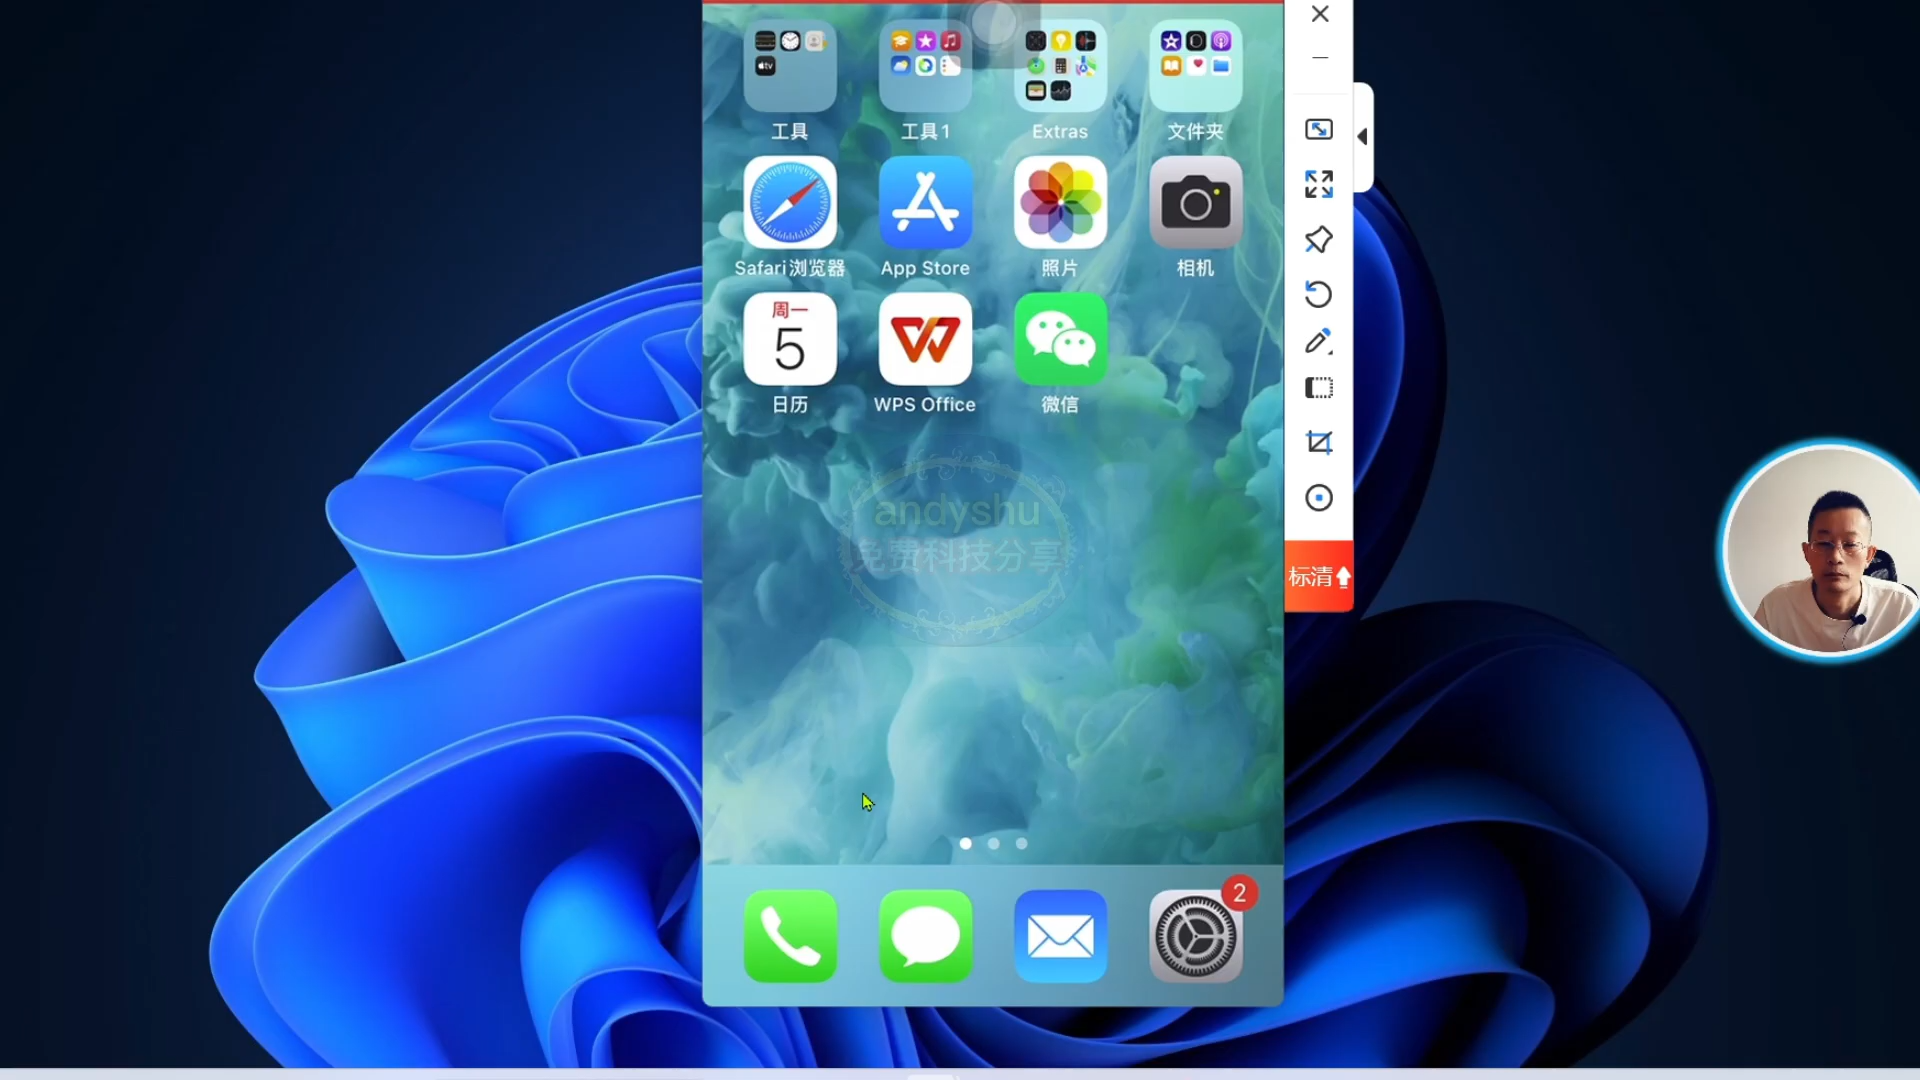 tv
工具
工具1
Extras
文件夹
Safari浏览器
App Store
照片
相机
周一
5
日历
WPS Office
微信
andyshu
免费科技分享
标清
2